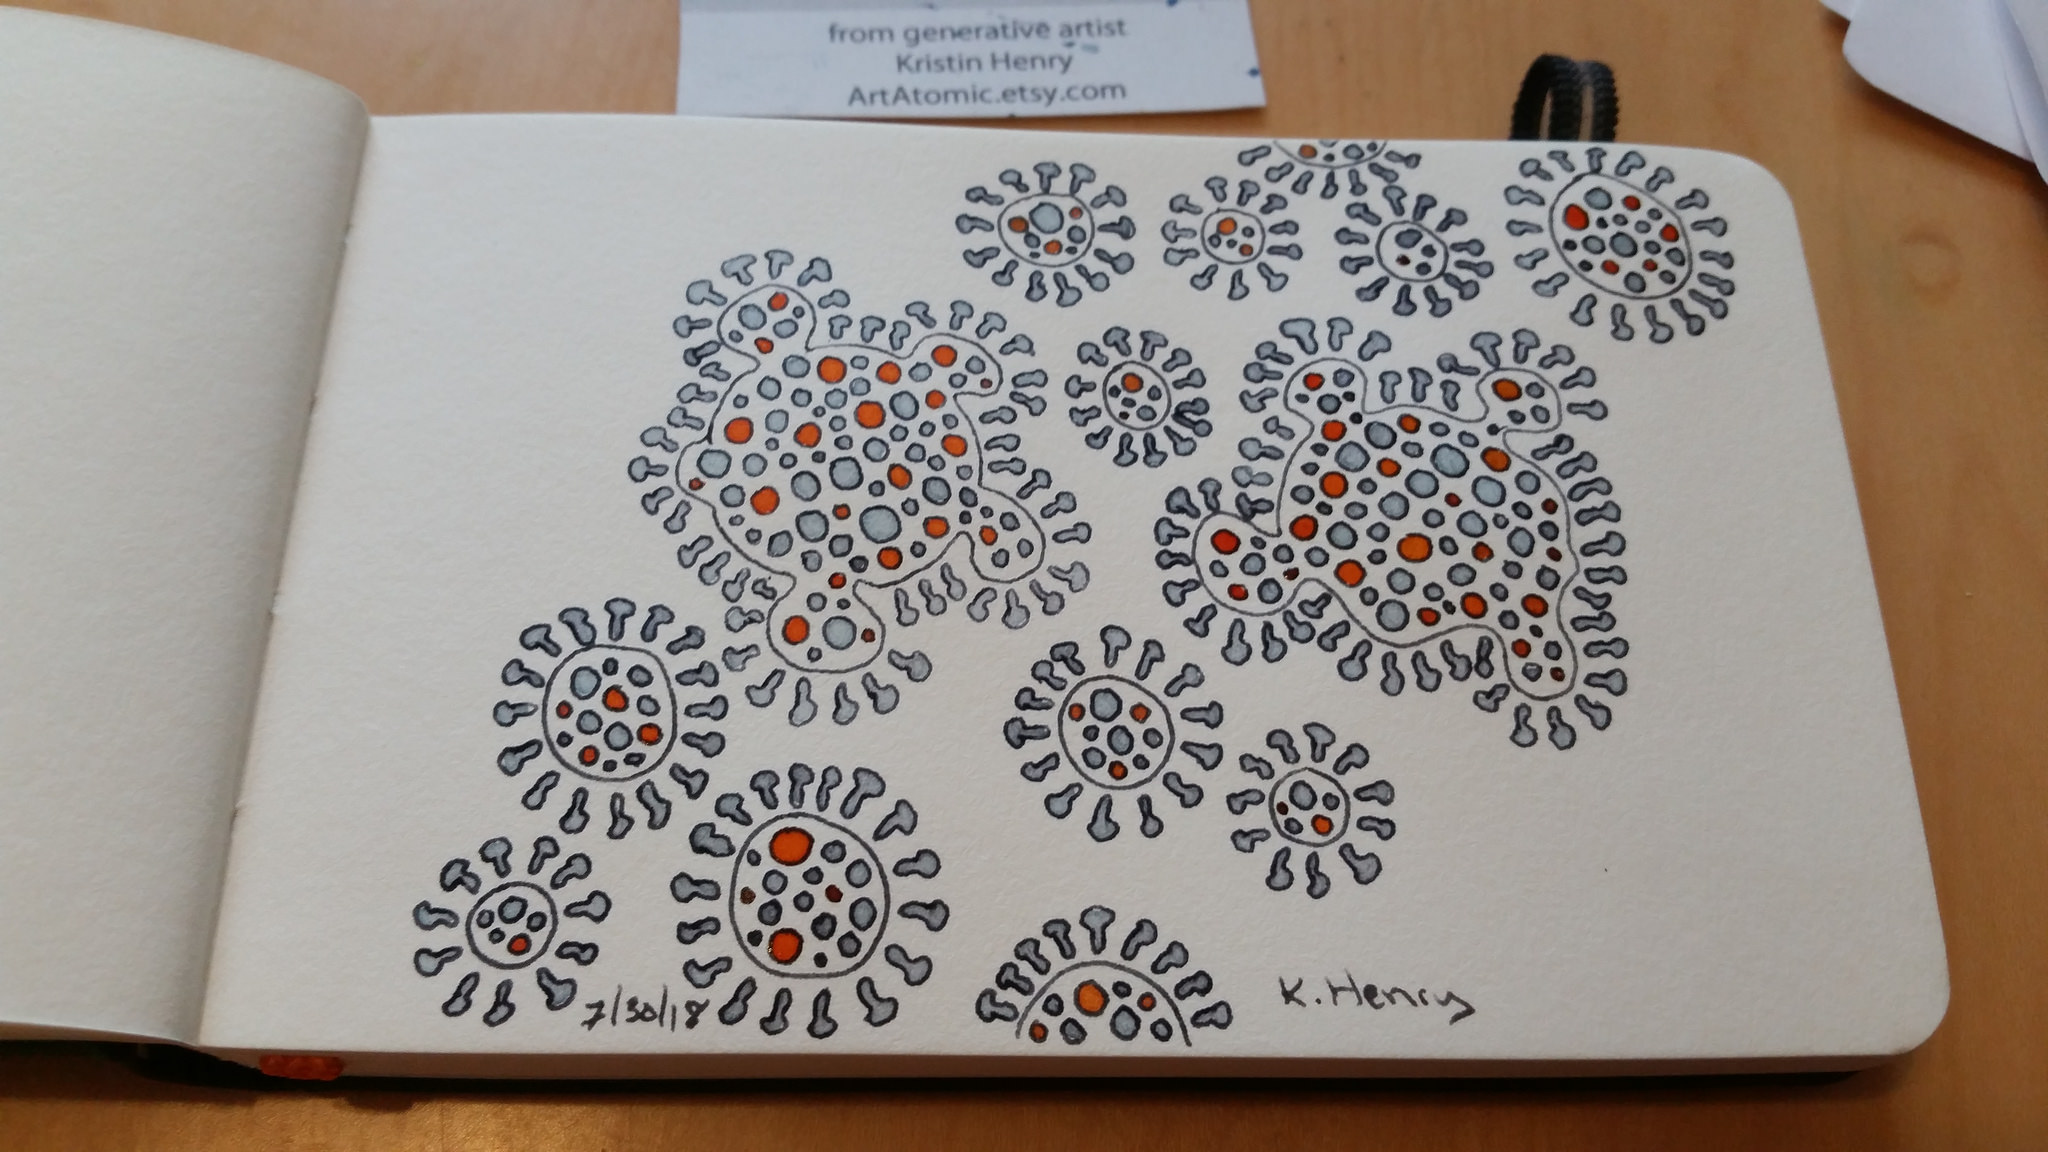 from generative artist
Kristin Henry
ArtAtomic.etsy.com
7/30/18
K. Henry